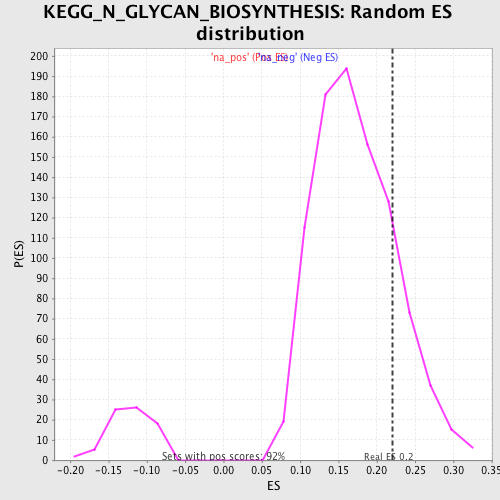 KEGG_N_GLYCAN_BIOSYNTHESIS: Random ES
distribution
'na_pos' (Pos ES) 'na_neg' (Neg ES)
200
190
180
170
160
150
140
130
120
110
100
90
80
70
60
50
40
30
20
10
0
P(ES)
Sets with pos scores: 92%
Real ES 0.2
-0.20 -0.15 -0.10 -0.05 0.00 0.05 0.10 0.15 0.20 0.25 0.30 0.35
ES